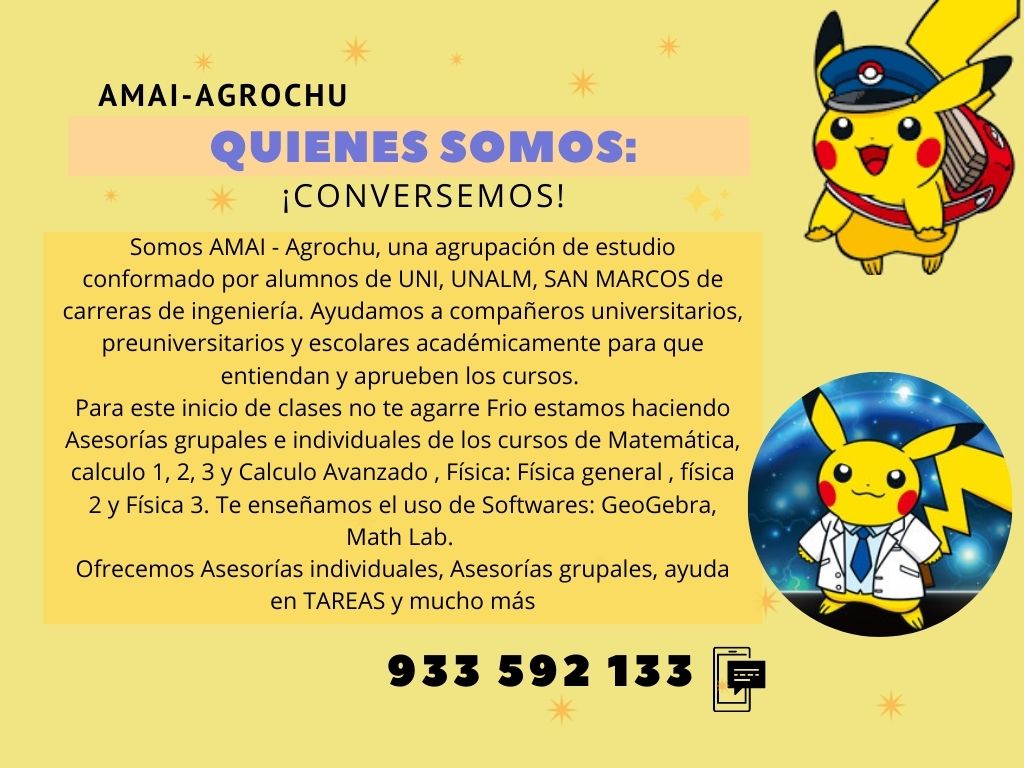 AMAI-AGROCHU
QUIENES SOMOS:
¡CONVERSEMOS!
Somos AMAI - Agrochu, una agrupación de estudio
conformado por alumnos de UNI, UNALM, SAN MARCOS de
carreras de ingeniería. Ayudamos a compañeros universitarios,
preuniversitarios y escolares académicamente para que
entiendan y aprueben los cursos.
Para este inicio de clases no te agarre Frio estamos haciendo
Asesorías grupales e individuales de los cursos de Matemática,
calculo 1, 2, 3 y Calculo Avanzado , Física: Física general , física
2 y Física 3. Te enseñamos el uso de Softwares: GeoGebra,
Math Lab.
Ofrecemos Asesorías individuales, Asesorías grupales, ayuda
en TAREAS y mucho más
933 592 133